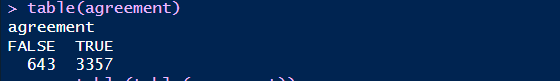 > table(agreement)
agreement
FALSE TRUE
643 3357